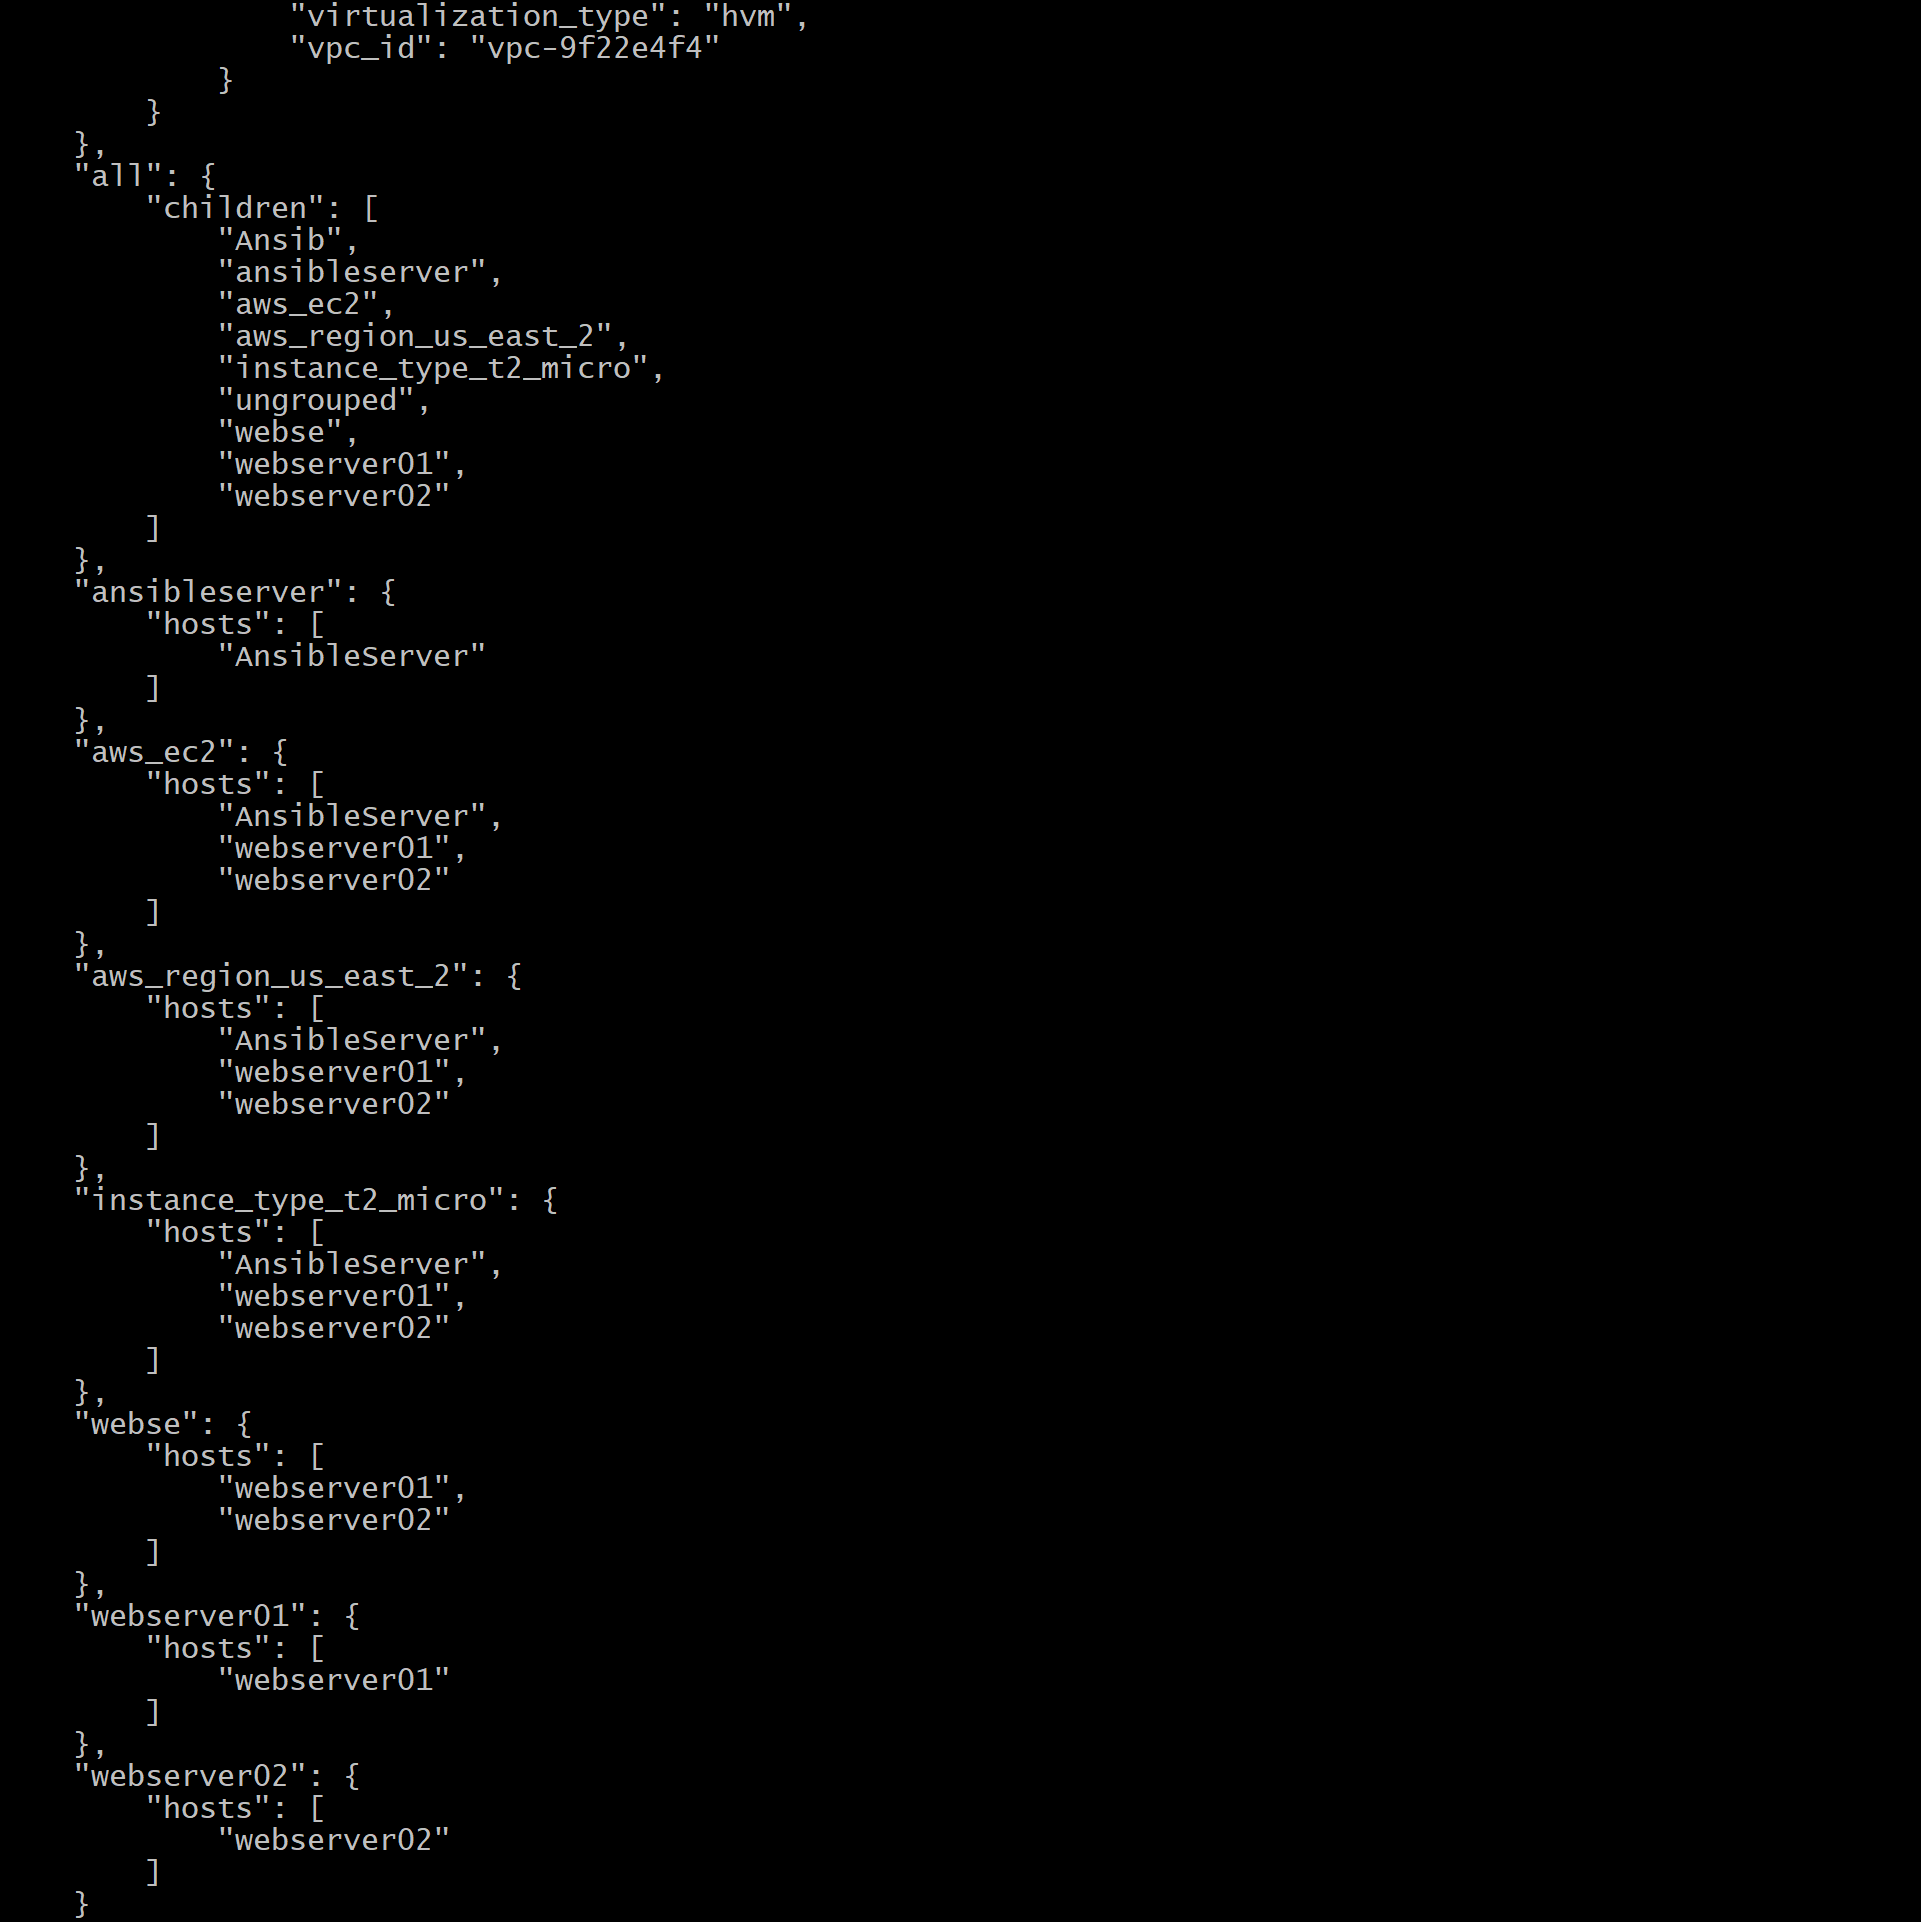 "virtualization_type": "hvm",
"vpc_id": "vpc-9f22e4f4"
}
}
},
"all": {
"children": [
"Ansib",
"ansibleserver",
"aws_ec2",
"aws_region_us_east_2",
"instance_type_t2_micro",
"ungrouped",
"webse",
"webserver01",
"webserver02"
]
},
"ansibleserver": {
"hosts": [
"AnsibleServer"
]
},
"aws_ec2": {
"hosts": [
"AnsibleServer",
"webserver01",
"webserver02"
]
},
"aws_region_us_east_2": {
"hosts": [
"AnsibleServer",
"webserver01",
"webserver02"
]
},
"instance_type_t2_micro": {
"hosts": [
"AnsibleServer",
"webserver01",
"webserver02"
]
},
"webse": {
"hosts": [
"webserver01",
"webserver02"
]
},
"webserver01": {
"hosts": [
"webserver01"
]
},
"webserver02": {
"hosts": [
"webserver02"
]
}